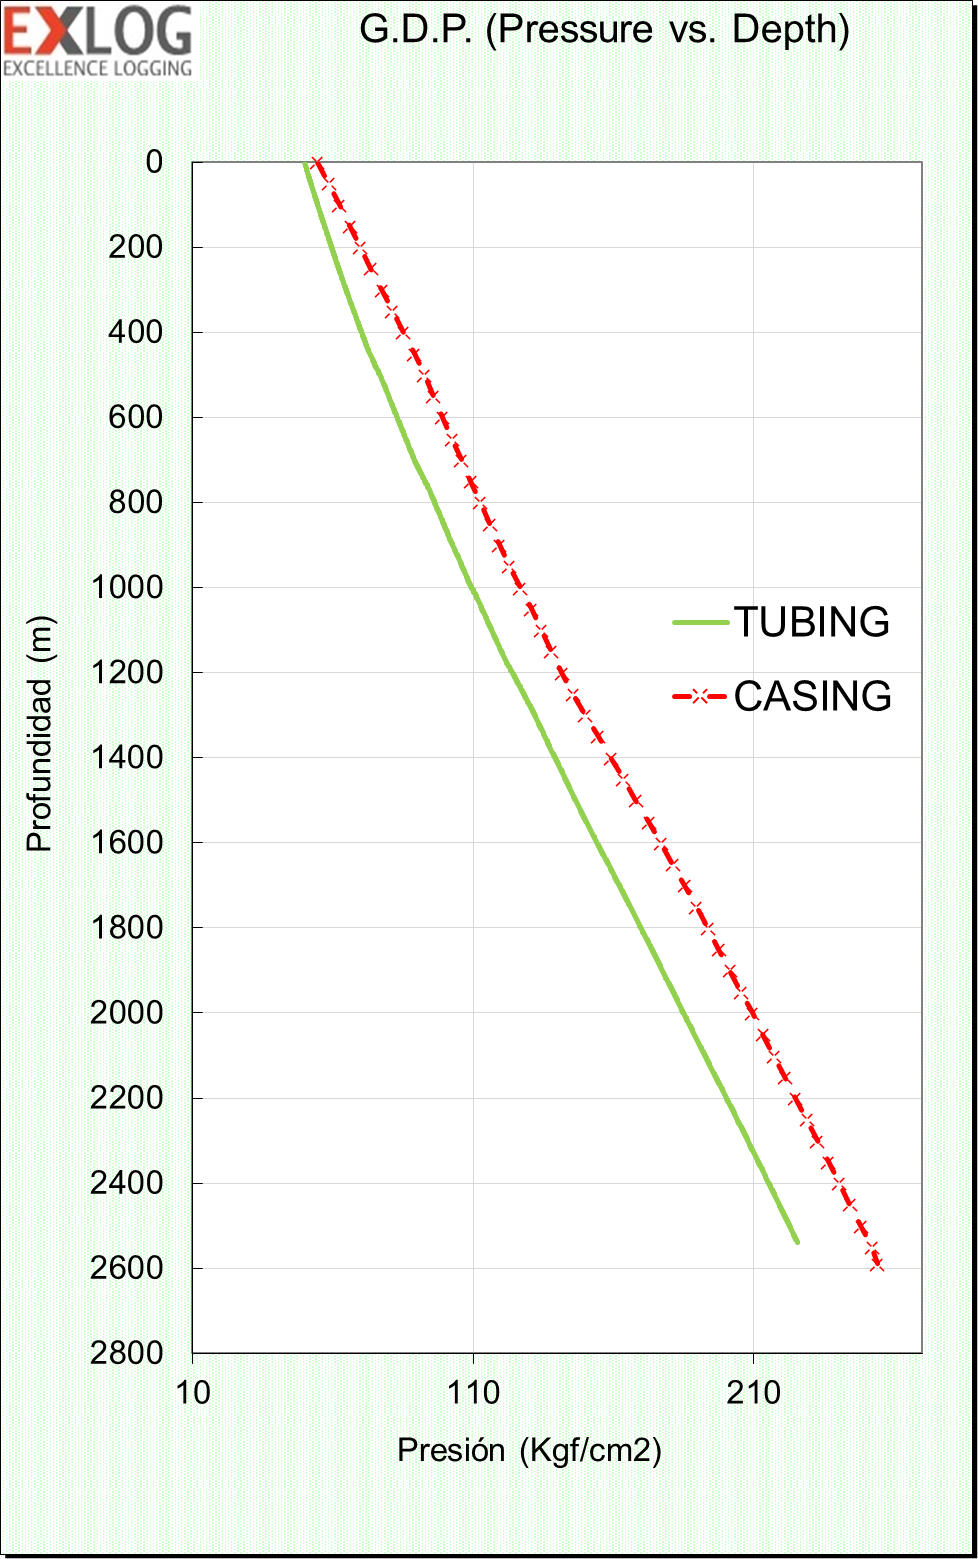 EXLOG
EXCELLENCE LOGGING
G.D.P. (Pressure vs. Depth)
0
200
400
600
800
1000
1200
1400
1600
1800
2000
2200
2400
2600
2800
Profundidad (m)
TUBING
CASING
10 110 210
Presión (Kgf/cm2)